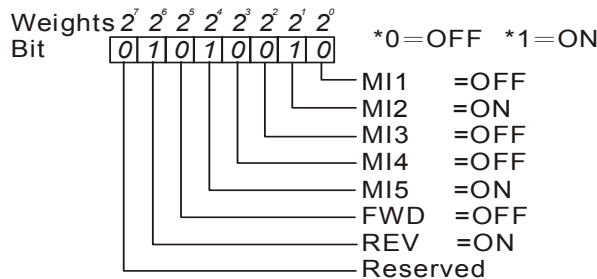 Weights 2⁷ 2⁶ 2⁵ 2⁴ 2³ 2² 2¹ 2⁰
Bit 0 1 0 1 0 0 1 0 *0=OFF *1=ON
MI1 =OFF
MI2 =ON
MI3 =OFF
MI4 =OFF
MI5 =ON
FWD =OFF
REV =ON
Reserved